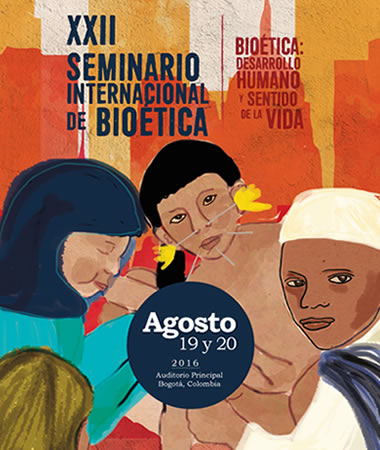 XXII
SEMINARIO
INTERNACIONAL
DE BIOÉTICA
BIOÉTICA:
DESARROLLO
HUMANO
Y SENTIDO
DE LA VIDA
Agosto
19 y 20
2016
Auditorio Principal
Bogotá, Colombia